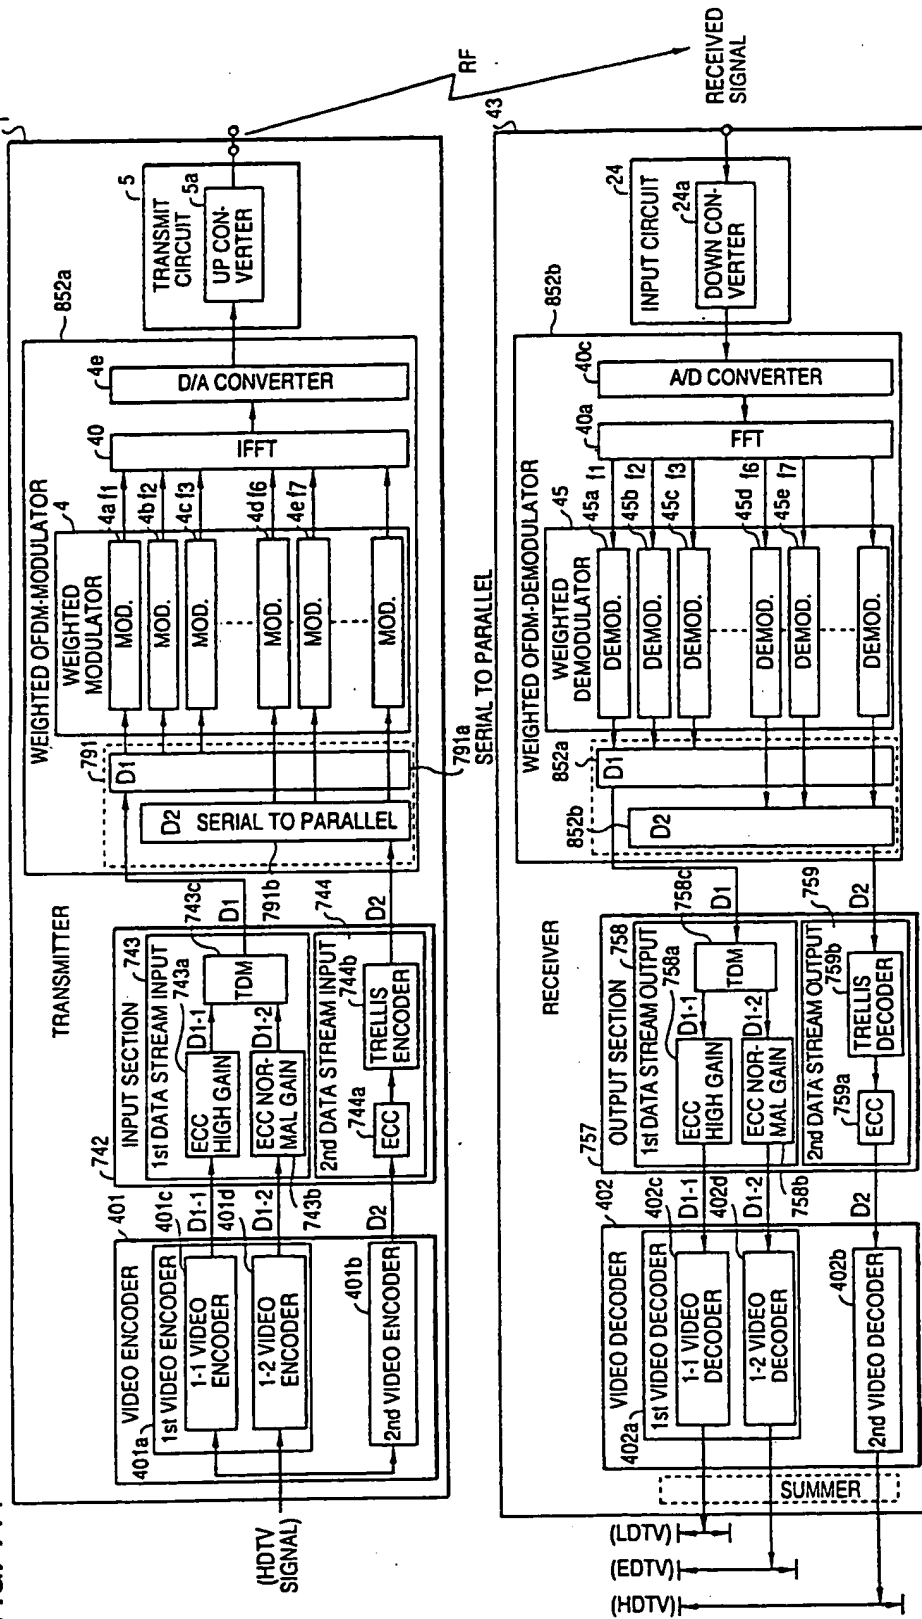 TRANSMITTER
(HDTV
SIGNAL)
VIDEO ENCODER
401
401a
1st VIDEO ENCODER
401c
1-1 VIDEO
ENCODER
401d
1-2 VIDEO
ENCODER
401b
2nd VIDEO ENCODER
D1-1
D1-2
D2
742
INPUT SECTION
743
1st DATA STREAM INPUT
743a
ECC
HIGH GAIN
D1-1
743c
TDM
ECC NOR-
MAL GAIN
D1-2
743b
2nd DATA STREAM INPUT
744
744a
ECC
744b
TRELLIS
ENCODER
D1
D2
WEIGHTED OFDM-MODULATOR
852a
791
D1
791a
SERIAL TO PARALLEL
D2
SERIAL TO PARALLEL
791b
WEIGHTED
MODULATOR
4
MOD.
4a f1
MOD.
4b f2
MOD.
4c f3
MOD.
4d f6
MOD.
4e f7
MOD.
40
IFFT
4e
D/A CONVERTER
TRANSMIT
CIRCUIT
5
5a
UP CON-
VERTER
RF
RECEIVED
SIGNAL
43
RECEIVER
INPUT CIRCUIT
24
24a
DOWN CON-
VERTER
WEIGHTED OFDM-DEMODULATOR
852b
40c
A/D CONVERTER
40a
FFT
WEIGHTED
DEMODULATOR
45
DEMOD.
45a f1
DEMOD.
45b f2
DEMOD.
45c f3
DEMOD.
45d f6
DEMOD.
45e f7
DEMOD.
852a
D1
852b
D2
D1
D2
757
OUTPUT SECTION
758
1st DATA STREAM OUTPUT
758a
ECC
HIGH GAIN
D1-1
758c
TDM
ECC NOR-
MAL GAIN
D1-2
758b
2nd DATA STREAM OUTPUT
759
759a
ECC
759b
TRELLIS
DECODER
D1-1
D1-2
D2
VIDEO DECODER
402
402a
1st VIDEO DECODER
402c
1-1 VIDEO
DECODER
402d
1-2 VIDEO
DECODER
402b
2nd VIDEO DECODER
SUMMER
(LDTV)
(EDTV)
(HDTV)